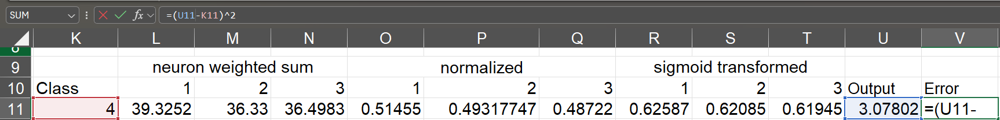 SUM fx =(U11-K11)^2
K L M N O P Q R S T U V
8
9 neuron weighted sum normalized sigmoid transformed
10 Class 1 2 3 1 2 3 1 2 3 Output Error
11 4 39.3252 36.33 36.4983 0.51455 0.49317747 0.48722 0.62587 0.62085 0.61945 3.07802 =(U11-